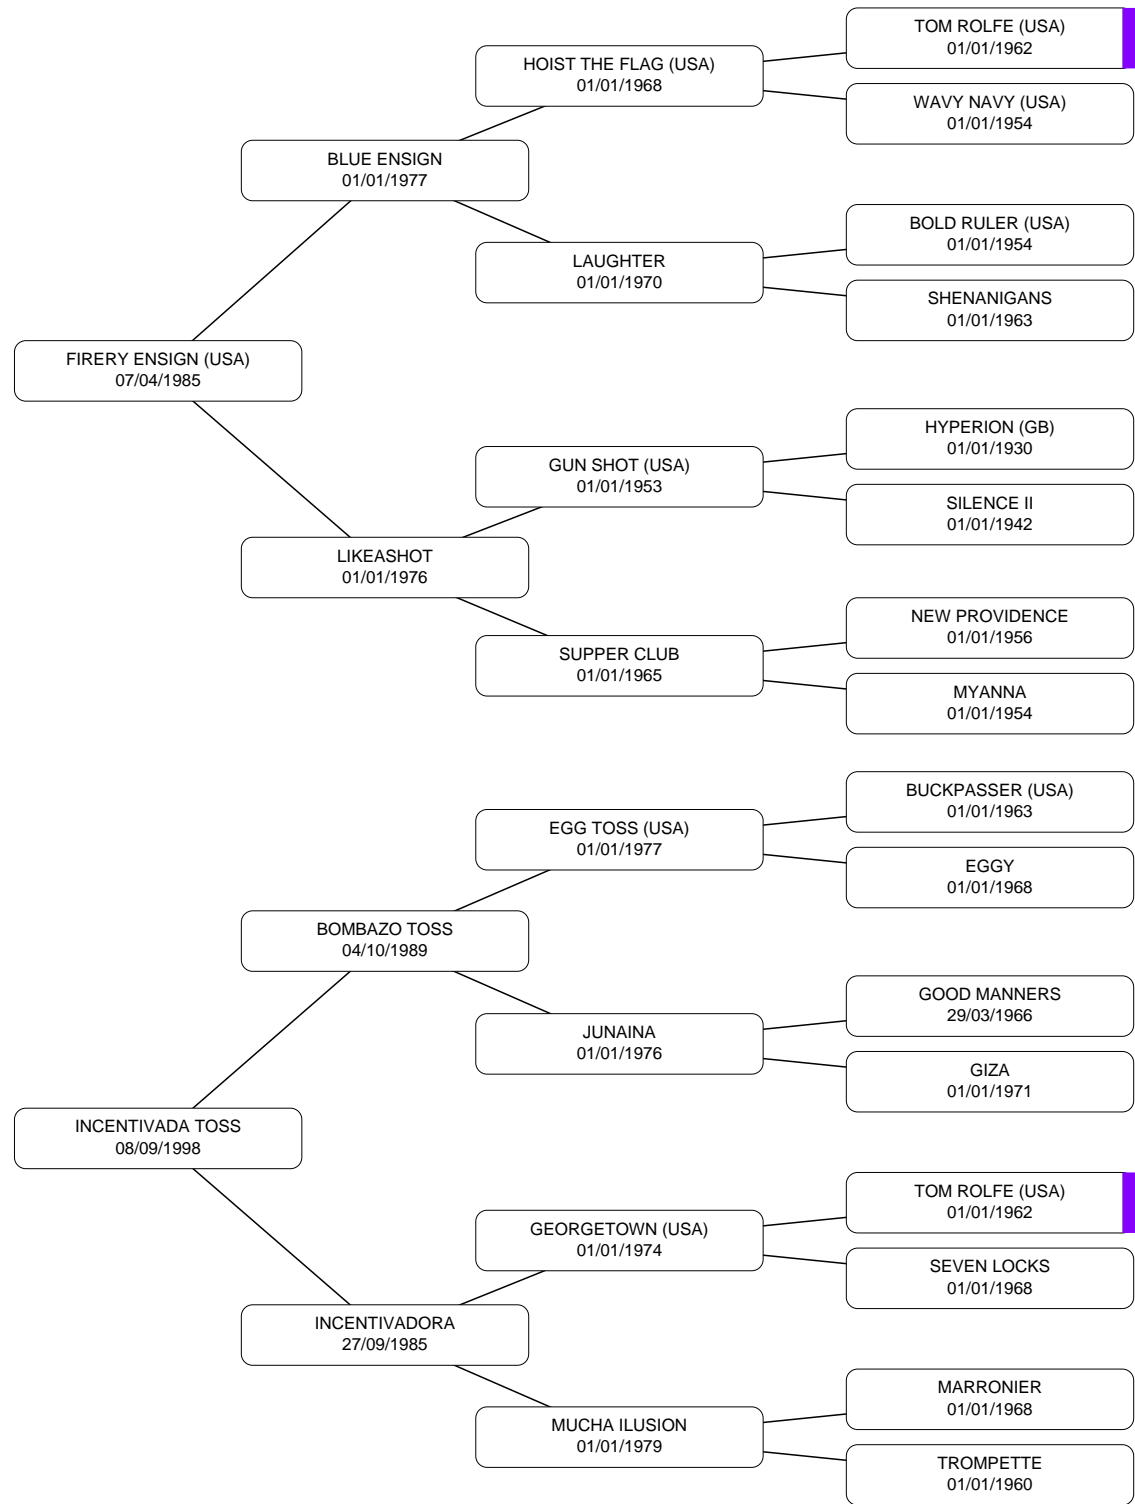 TOM ROLFE (USA)
01/01/1962
HOIST THE FLAG (USA)
01/01/1968
WAVY NAVY (USA)
01/01/1954
BLUE ENSIGN
01/01/1977
BOLD RULER (USA)
01/01/1954
LAUGHTER
01/01/1970
SHENANIGANS
01/01/1963
FIRERY ENSIGN (USA)
07/04/1985
HYPERION (GB)
01/01/1930
GUN SHOT (USA)
01/01/1953
SILENCE II
01/01/1942
LIKEASHOT
01/01/1976
NEW PROVIDENCE
01/01/1956
SUPPER CLUB
01/01/1965
MYANNA
01/01/1954
BUCKPASSER (USA)
01/01/1963
EGG TOSS (USA)
01/01/1977
EGGY
01/01/1968
BOMBAZO TOSS
04/10/1989
GOOD MANNERS
29/03/1966
JUNAINA
01/01/1976
GIZA
01/01/1971
INCENTIVADA TOSS
08/09/1998
TOM ROLFE (USA)
01/01/1962
GEORGETOWN (USA)
01/01/1974
SEVEN LOCKS
01/01/1968
INCENTIVADORA
27/09/1985
MARRONIER
01/01/1968
MUCHA ILUSION
01/01/1979
TROMPETTE
01/01/1960